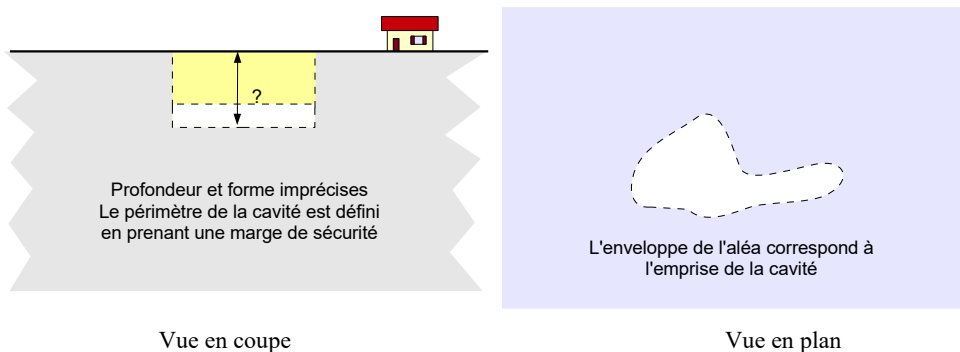 ?
Profondeur et forme imprécises
Le périmètre de la cavité est défini
en prenant une marge de sécurité
L'enveloppe de l'aléa correspond à
l'emprise de la cavité
Vue en coupe
Vue en plan